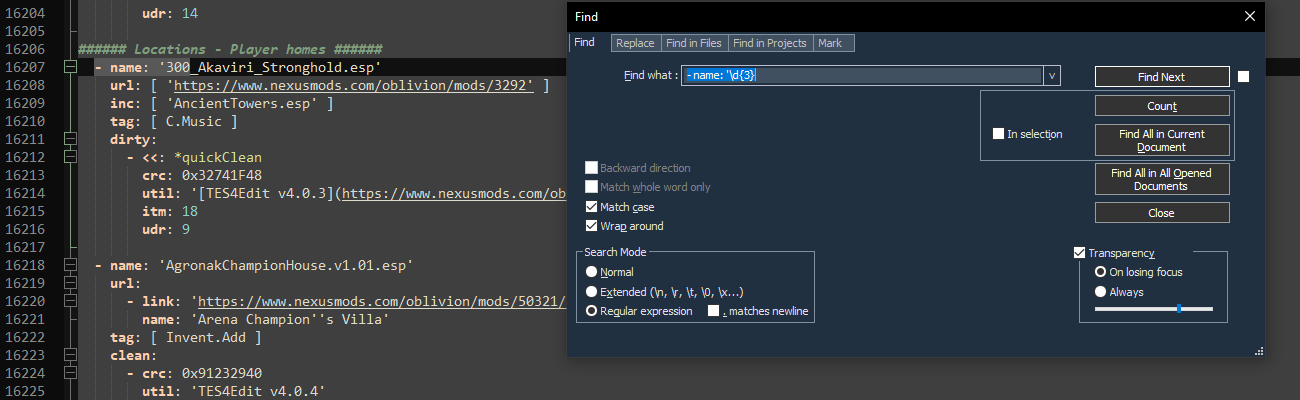 16204 udr: 14
16205
16206 ###### Locations - Player homes ######
16207 - name: '300_Akaviri_Stronghold.esp'
16208 url: [ 'https://www.nexusmods.com/oblivion/mods/3292' ]
16209 inc: [ 'AncientTowers.esp' ]
16210 tag: [ C.Music ]
16211 dirty:
16212 - <<: *quickClean
16213 crc: 0x32741F48
16214 util: '[TES4Edit v4.0.3](https://www.nexusmods.com/ob
16215 itm: 18
16216 udr: 9
16217
16218 - name: 'AgronakChampionHouse.v1.01.esp'
16219 url:
16220 - link: 'https://www.nexusmods.com/oblivion/mods/50321/
16221 name: 'Arena Champion''s Villa'
16222 tag: [ Invent.Add ]
16223 clean:
16224 - crc: 0x91232940
16225 util: 'TES4Edit v4.0.4'
Find
Find Replace Find in Files Find in Projects Mark
Find what : - name: '\d{3}
Find Next
Count
In selection
Find All in Current
Document
Find All in All Opened
Documents
Close
Backward direction
Match whole word only
Match case
Wrap around
Search Mode
Normal
Extended (\n, \r, \t, \0, \x...)
Regular expression . matches newline
Transparency
On losing focus
Always